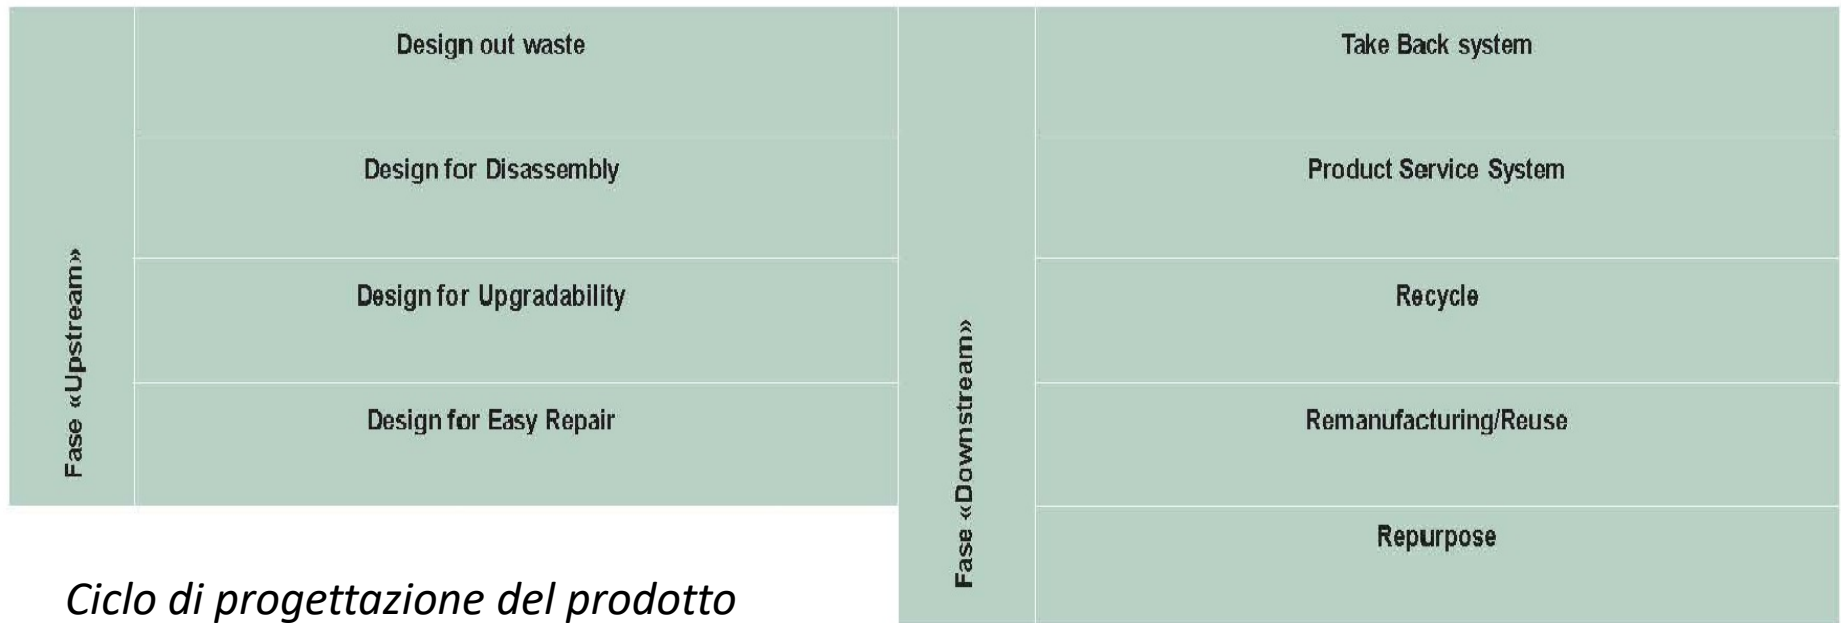 Fase «Upstream»
Design out waste
Design for Disassembly
Design for Upgradability
Design for Easy Repair
Fase «Downstream»
Take Back system
Product Service System
Recycle
Remanufacturing/Reuse
Repurpose
Ciclo di progettazione del prodotto